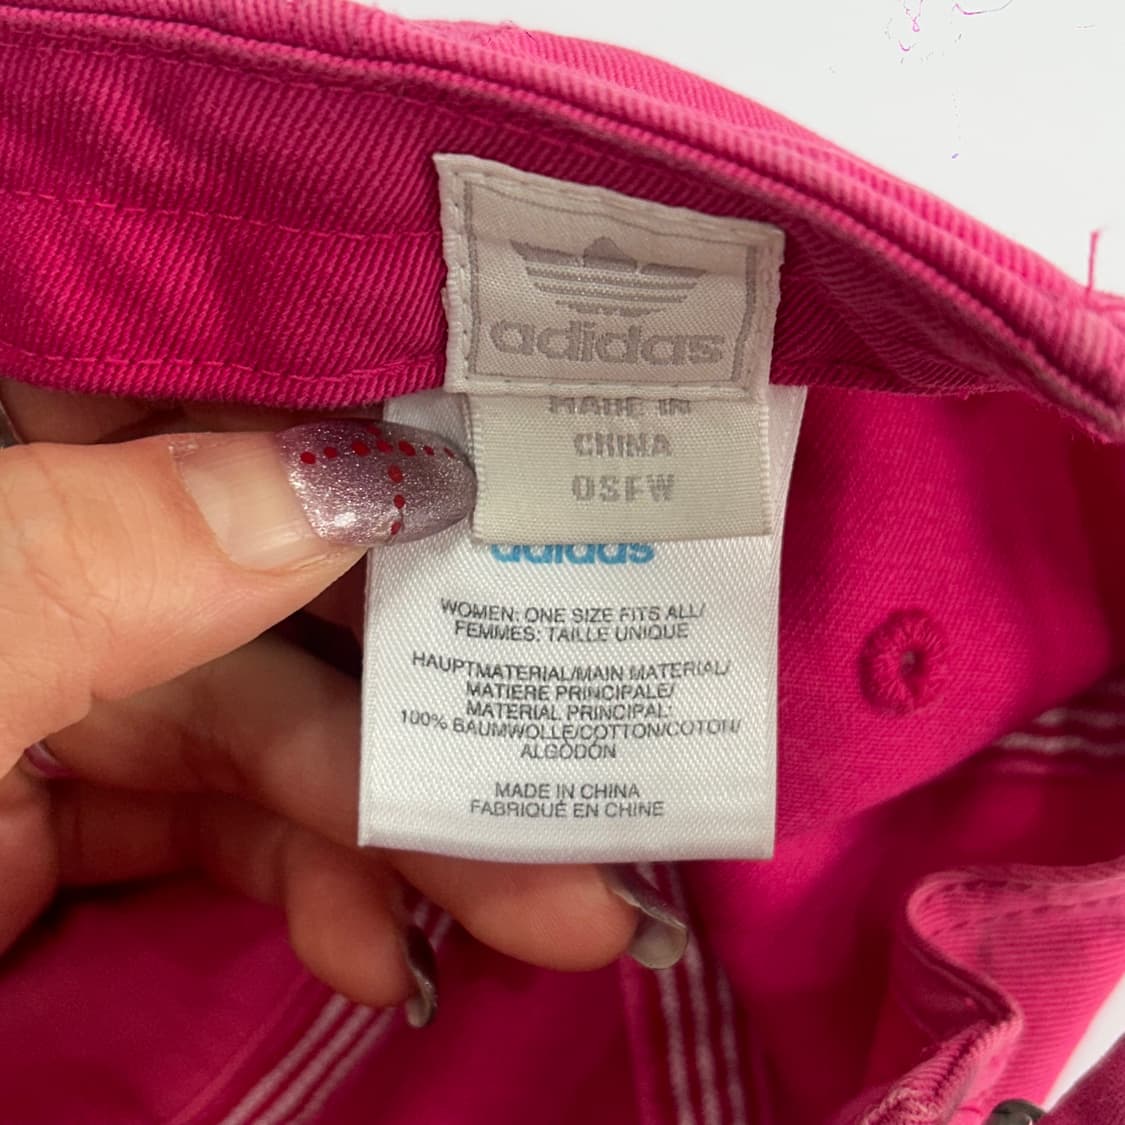 adidas
MADE IN
CHINA
OSFW
adidas
WOMEN: ONE SIZE FITS ALL/
FEMMES: TAILLE UNIQUE
HAUPTMATERIAL/MAIN MATERIAL/
MATIERE PRINCIPALE/
MATERIAL PRINCIPAL:
100% BAUMWOLLE/COTTON/COTON/
ALGODÓN
MADE IN CHINA
FABRIQUÉ EN CHINE